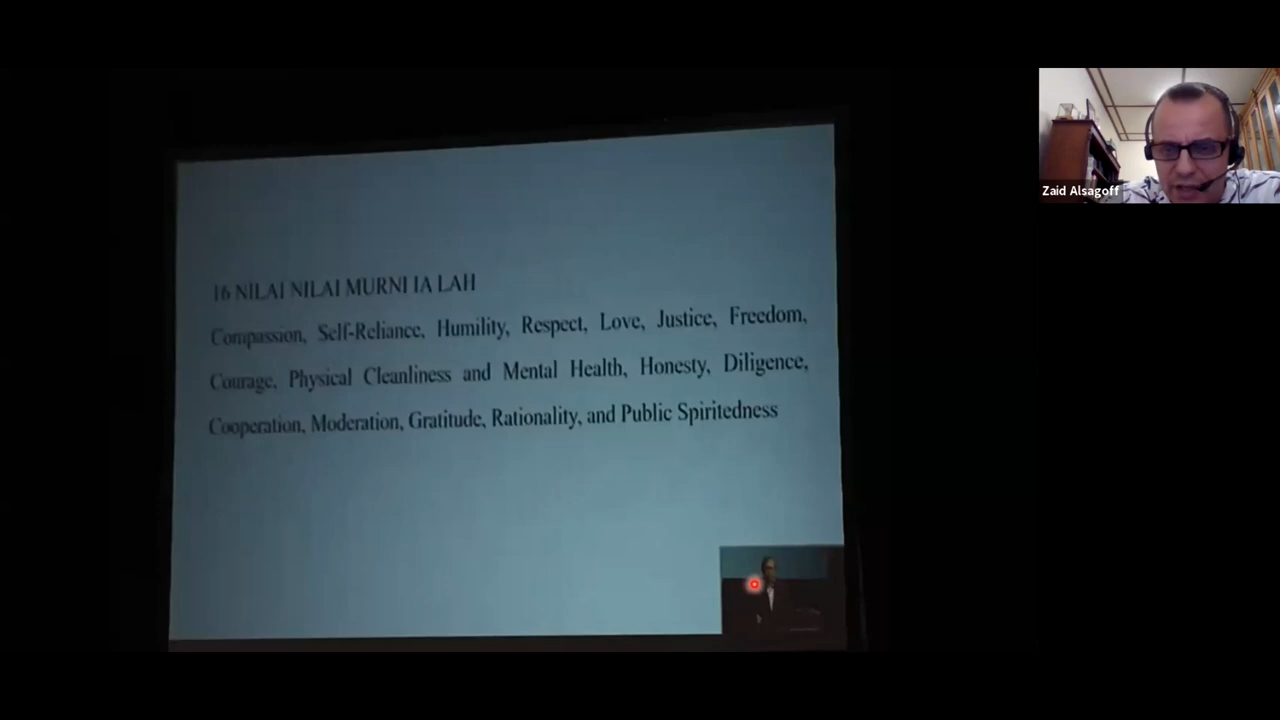 16 NILAI NILAI MURNI IA LAH
Compassion, Self-Reliance, Humility, Respect, Love, Justice, Freedom,
Courage, Physical Cleanliness and Mental Health, Honesty, Diligence,
Cooperation, Moderation, Gratitude, Rationality, and Public Spiritedness
Zaid Alsagoff